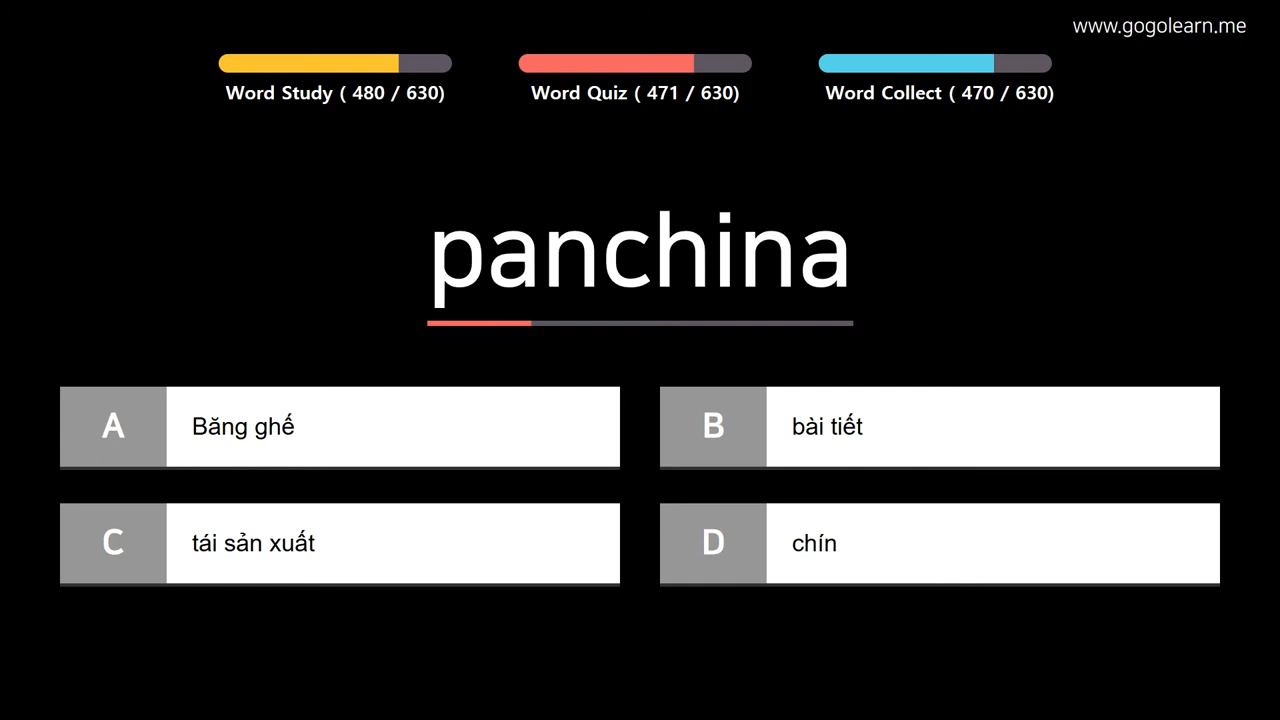 www.gogolearn.me
Word Study ( 480 / 630)
Word Quiz ( 471 / 630)
Word Collect ( 470 / 630)
panchina
A Băng ghế
B bài tiết
C tái sản xuất
D chín